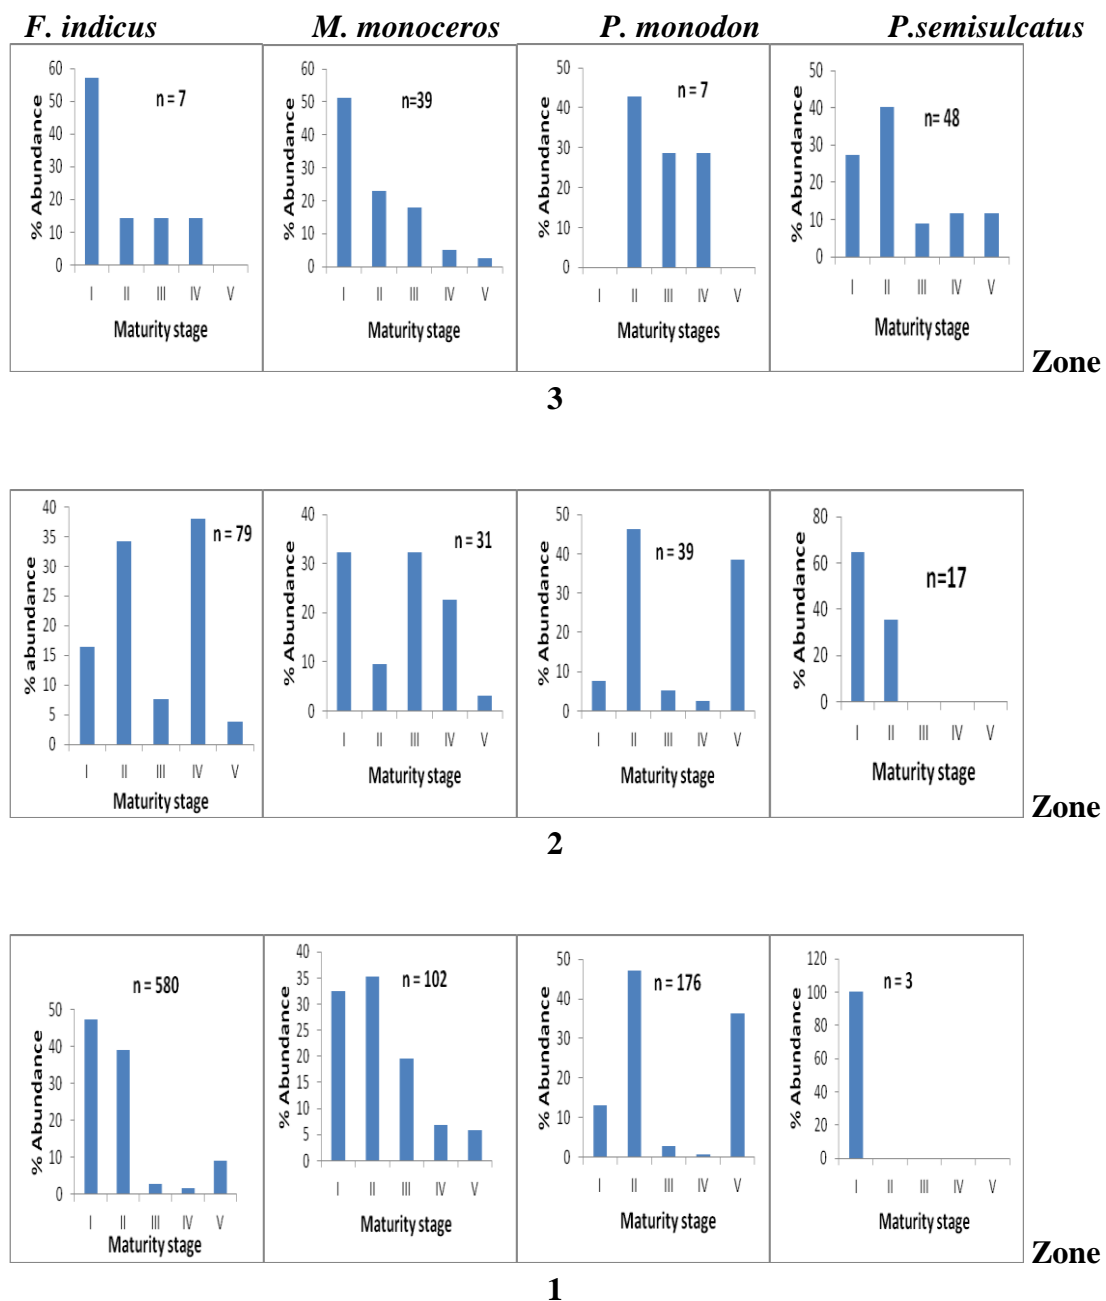 F. indicus M. monoceros P. monodon P.semisulcatus
60
50
40
30
20
10
0
% Abundance
n = 7
I II III IV V
Maturity stage
60
50
40
30
20
10
0
% Abundance
n=39
I II III IV V
Maturity stage
50
40
30
20
10
0
% Abundance
n = 7
I II III IV V
Maturity stages
50
40
30
20
10
0
% Abundance
n= 48
I II III IV V
Maturity stage
Zone
3
40
35
30
25
20
15
10
5
0
% abundance
n = 79
I II III IV V
Maturity stage
40
30
20
10
0
% Abundance
n = 31
I II III IV V
Maturity stage
50
40
30
20
10
0
% Abundance
n = 39
I II III IV V
Maturity stage
80
60
40
20
0
% Abundance
n=17
I II III IV V
Maturity stage
Zone
2
n = 580
50
40
30
20
10
0
% Abundance
I II III IV V
Maturity stage
40
35
30
25
20
15
10
5
0
% Abundance
n = 102
I II III IV V
Maturity stage
50
40
30
20
10
0
% Abundance
n = 176
I II III IV V
Maturity stage
120
100
80
60
40
20
0
% Abundance
n = 3
I II III IV V
Maturity stage
Zone
1